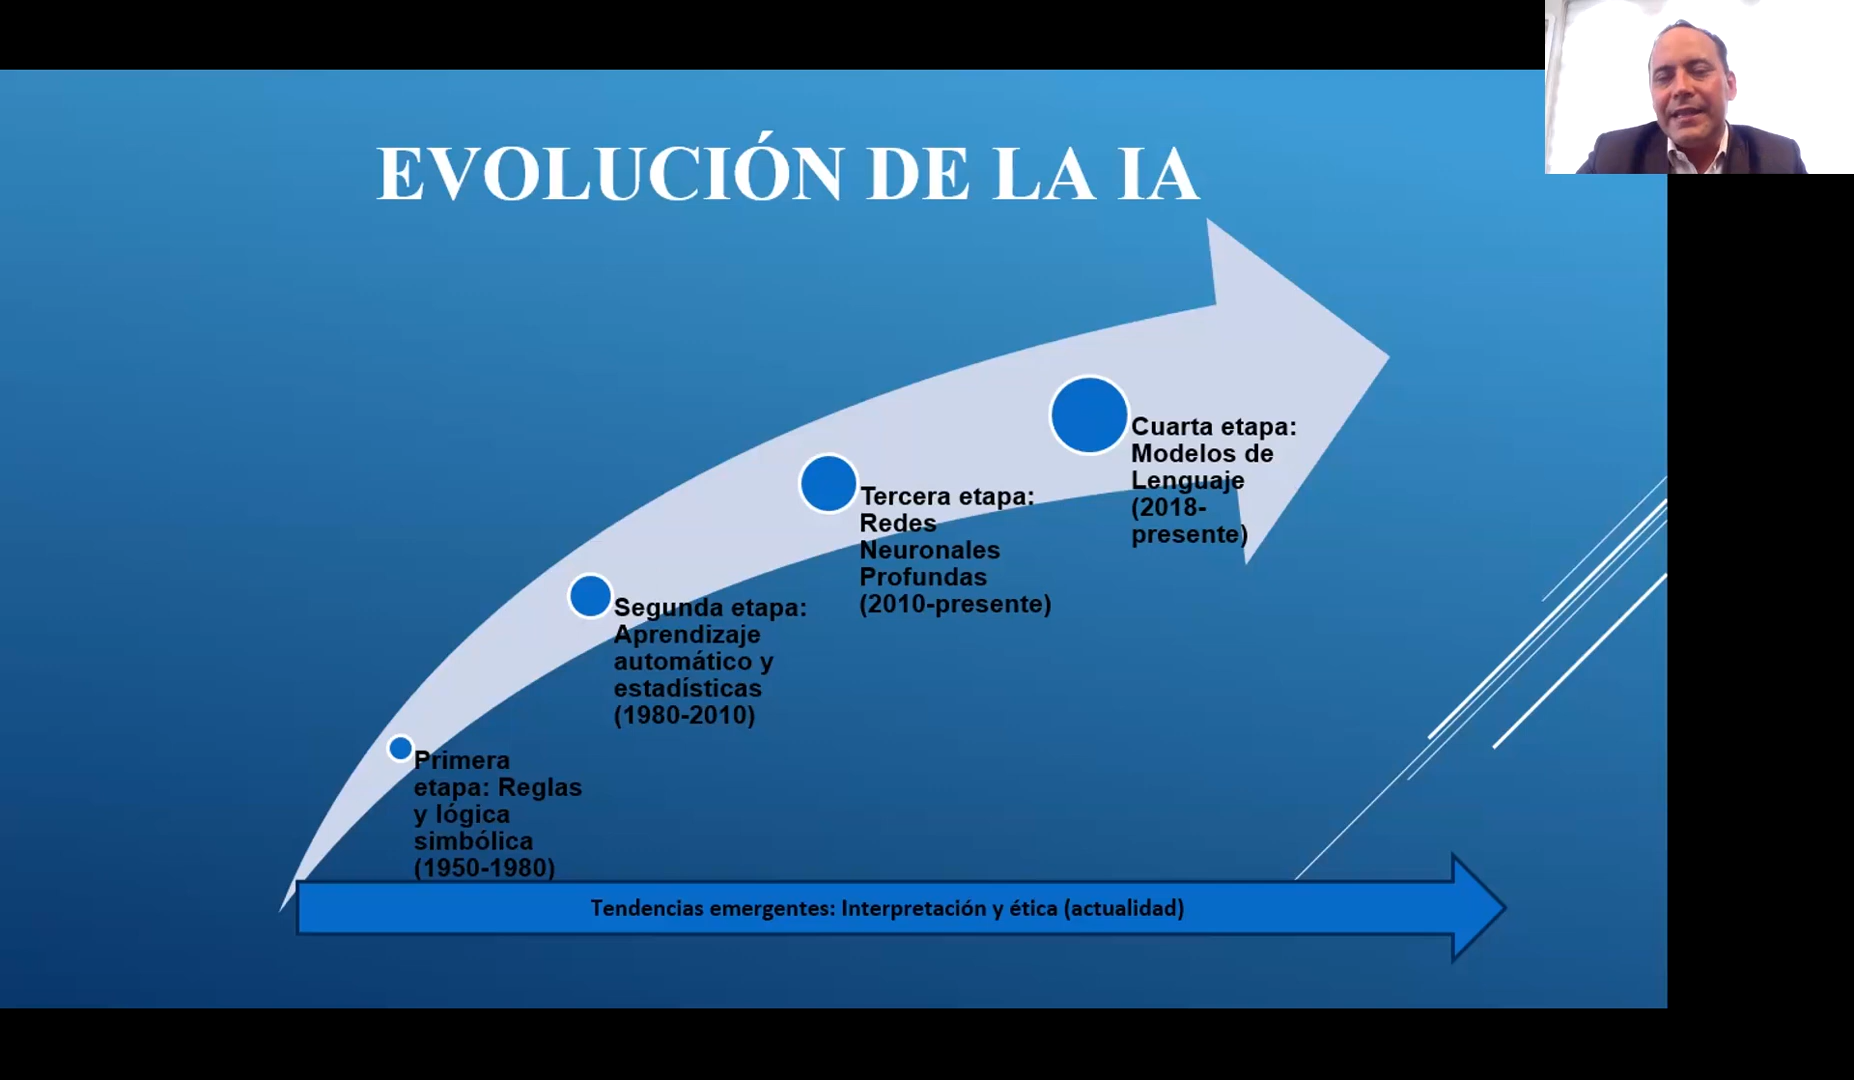 EVOLUCIÓN DE LA IA
Primera
etapa: Reglas
y lógica
simbólica
(1950-1980)
Segunda etapa:
Aprendizaje
automático y
estadísticas
(1980-2010)
Tercera etapa:
Redes
Neuronales
Profundas
(2010-presente)
Cuarta etapa:
Modelos de
Lenguaje
(2018-
presente)
Tendencias emergentes: Interpretación y ética (actualidad)